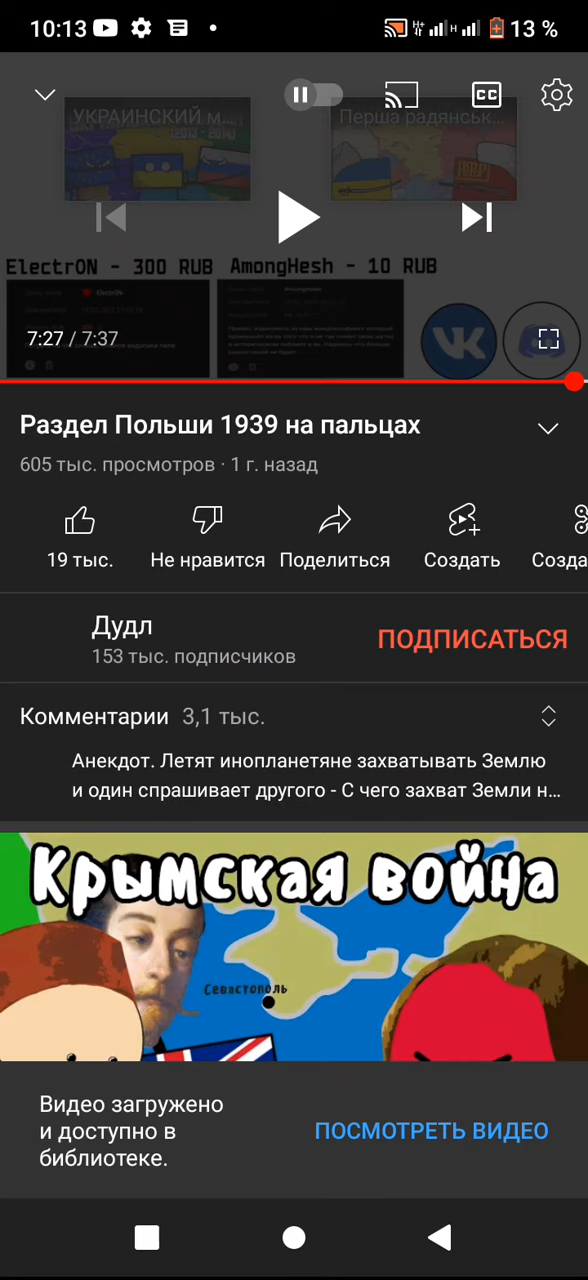 10:13
13 %
УКРАИНСКИЙ м...
Перша радянськ...
(2013 - 2014)
CC
ElectrON - 300 RUB
AmongHesh - 10 RUB
7:27 / 7:37
Раздел Польши 1939 на пальцах
605 тыс. просмотров · 1 г. назад
19 тыс.
Не нравится
Поделиться
Создать
Созда
Дудл
153 тыс. подписчиков
ПОДПИСАТЬСЯ
Комментарии 3,1 тыс.
Анекдот. Летят инопланетяне захватывать Землю
и один спрашивает другого - С чего захват Земли н...
Крымская война
Севастополь
Видео загружено
и доступно в
библиотеке.
ПОСМОТРЕТЬ ВИДЕО